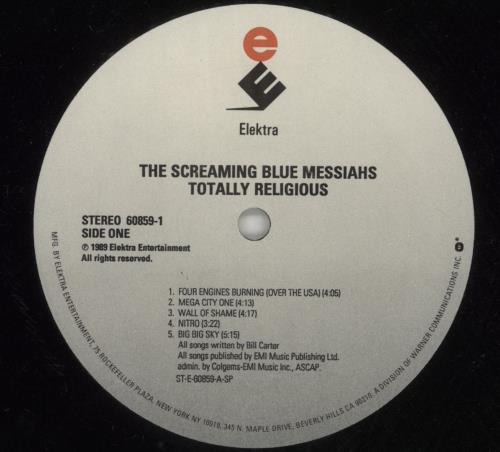 e
E
Elektra
THE SCREAMING BLUE MESSIAHS
TOTALLY RELIGIOUS
STEREO 60859-1
SIDE ONE
℗ 1989 Elektra Entertainment
All rights reserved.
1. FOUR ENGINES BURNING (OVER THE USA) (4:05)
2. MEGA CITY ONE (4:13)
3. WALL OF SHAME (4:17)
4. NITRO (3:22)
5. BIG BIG SKY (5:15)
All songs written by Bill Carter
All songs published by EMI Music Publishing Ltd.
admin. by Colgems-EMI Music Inc., ASCAP.
ST-E-60859-A-SP
MFG. BY ELEKTRA ENTERTAINMENT, 75 ROCKEFELLER PLAZA, NEW YORK NY 10019, 345 N. MAPLE DRIVE, BEVERLY HILLS CA 90210. A DIVISION OF WARNER COMMUNICATIONS INC.